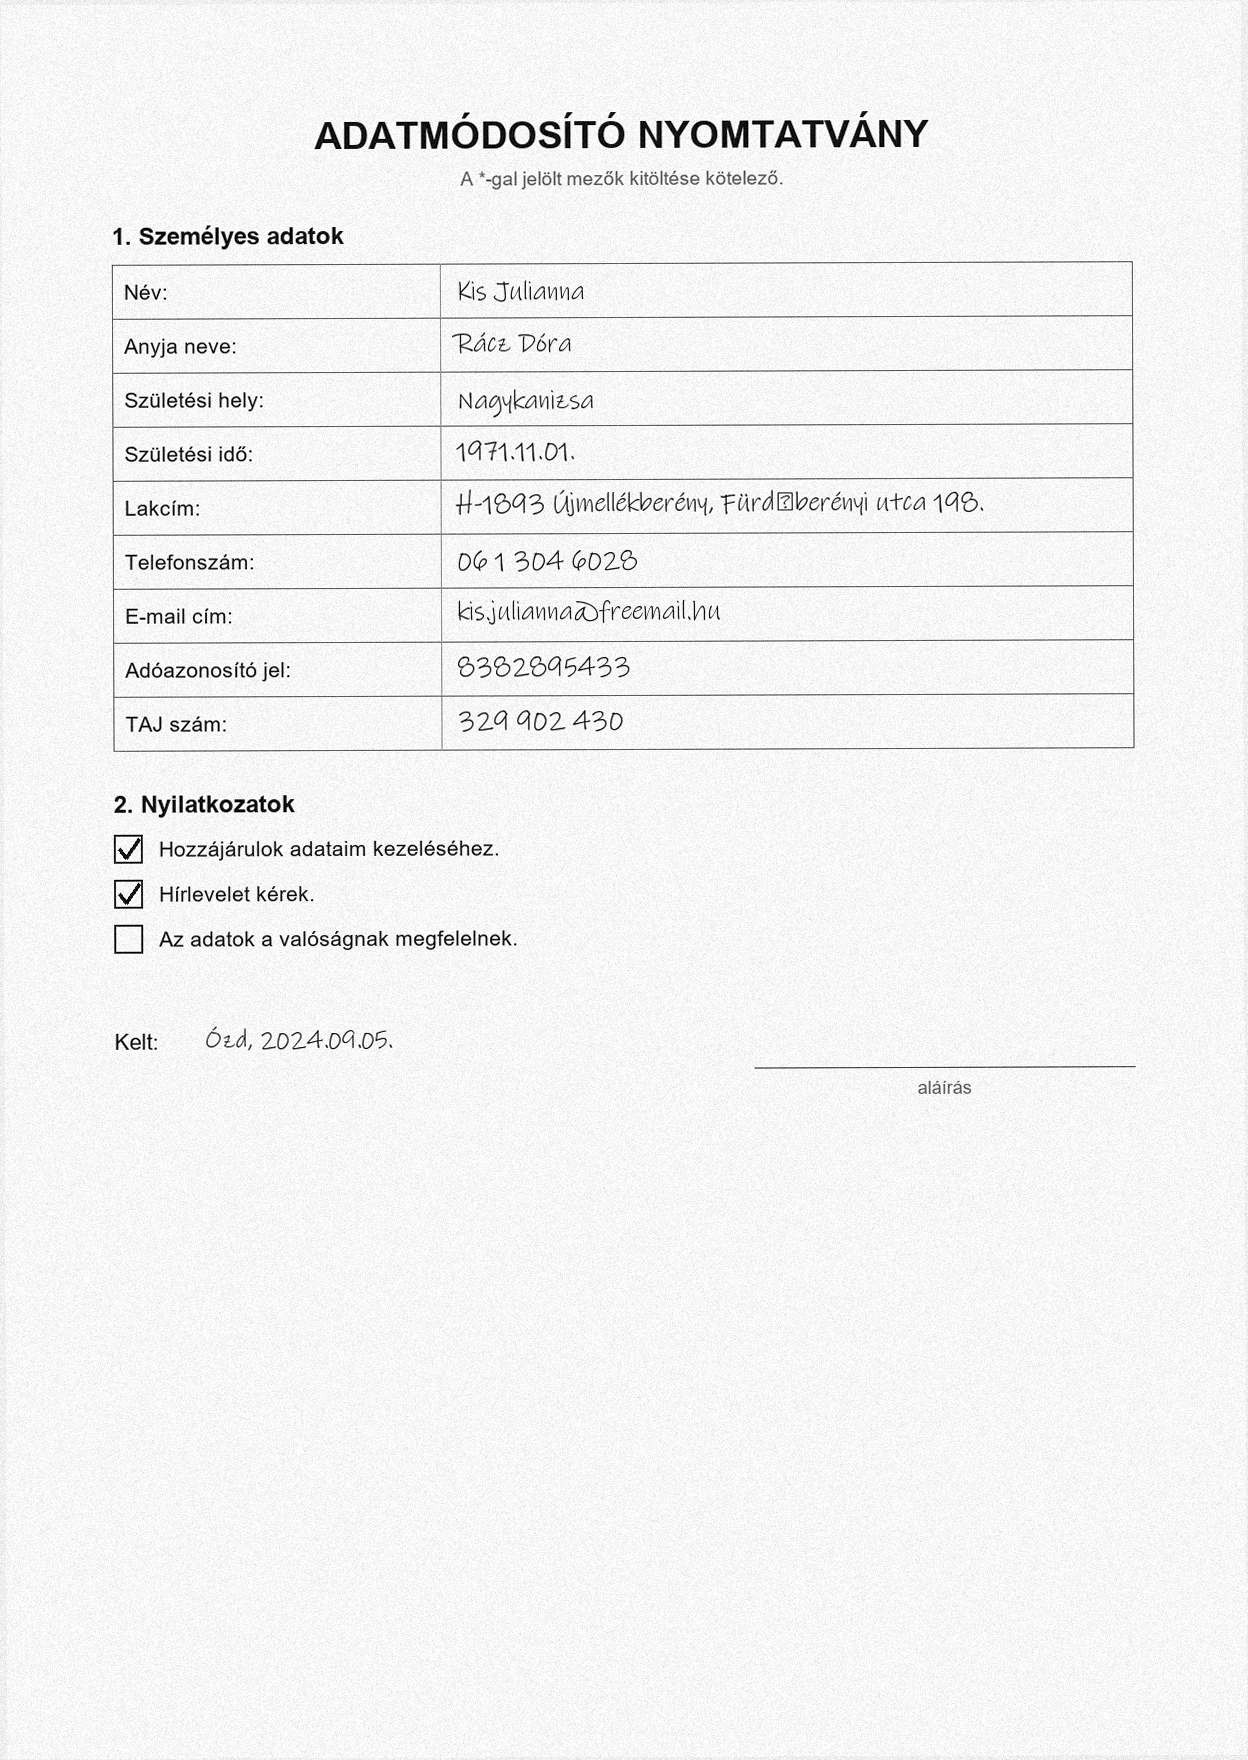 ADATMÓDOSÍTÓ NYOMTATVÁNY
A *-gal jelölt mezők kitöltése kötelező.
1. Személyes adatok
Név: Kis Julianna
Anyja neve: Rácz Dóra
Születési hely: Nagykanizsa
Születési idő: 1971.11.01.
Lakcím: H-1893 Újmellékberény, utca 198.
Telefonszám: 06 1 304 6028
E-mail cím: kis.julianna@freemail.hu
Adóazonosító jel: 8382895433
TAJ szám: 329 902 430
2. Nyilatkozatok
Hozzájárulok adataim kezeléséhez.
Hírlevelet kérek.
Az adatok a valóságnak megfelelnek.
Kelt: Ózd, 2024.09.05.
aláírás